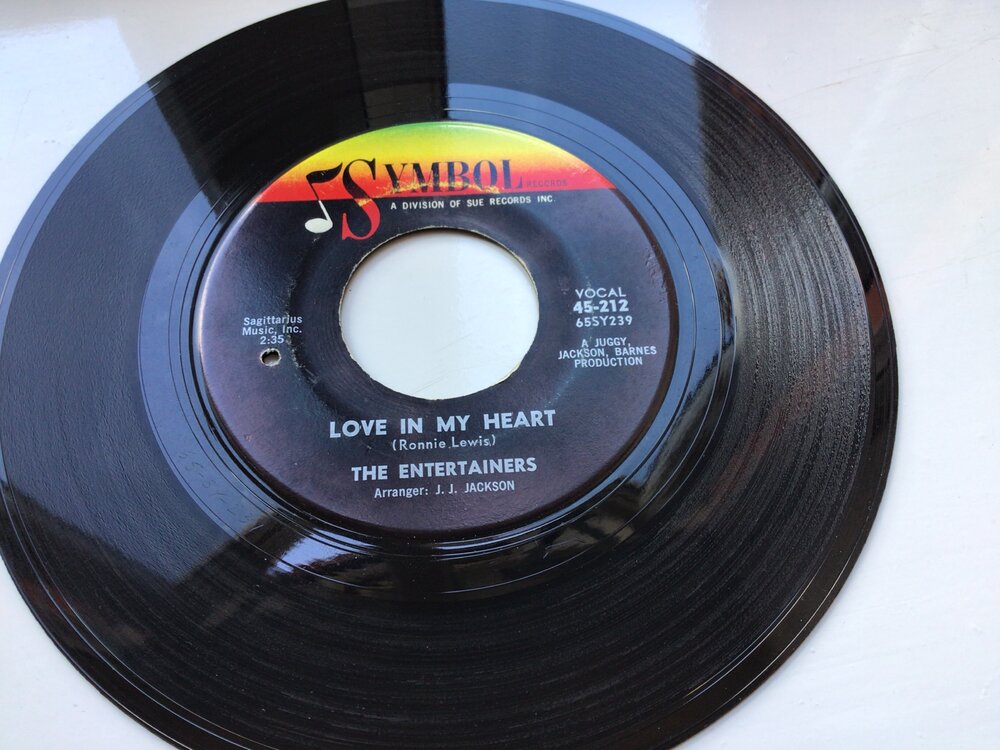 SYMBOL RECORDS
A DIVISION OF SUE RECORDS INC.
VOCAL
45-212
65SY239
Sagittarius
Music, Inc.
2:35
A JUGGY,
JACKSON, BARNES
PRODUCTION
LOVE IN MY HEART
(Ronnie Lewis)
THE ENTERTAINERS
Arranger: J. J. JACKSON